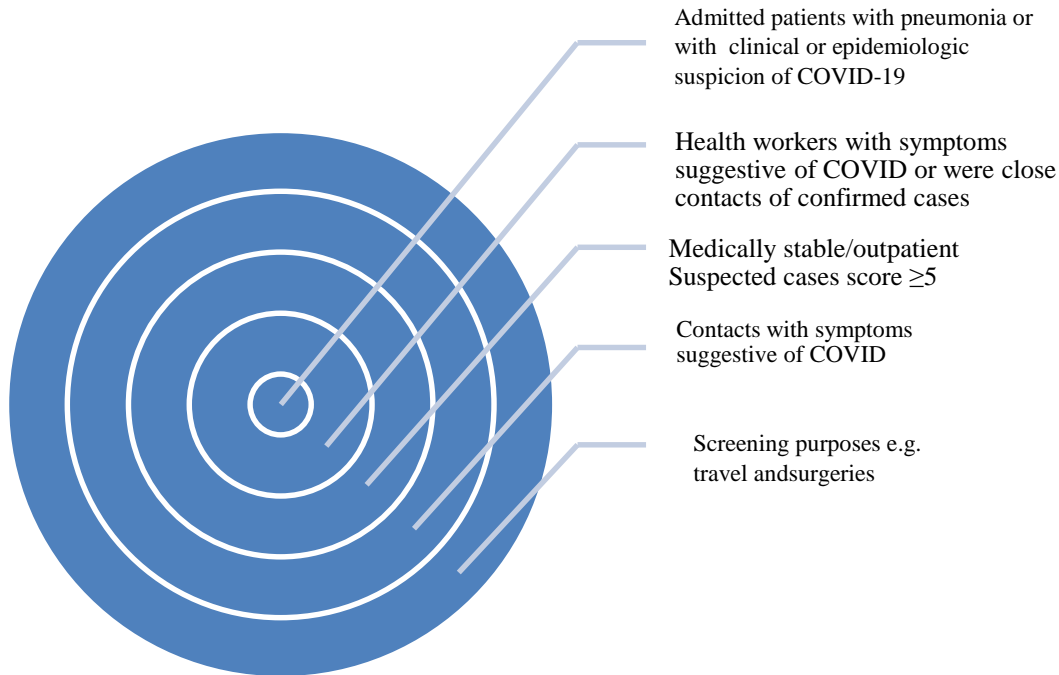 Admitted patients with pneumonia or
with clinical or epidemiologic
suspicion of COVID-19
Health workers with symptoms
suggestive of COVID or were close
contacts of confirmed cases
Medically stable/outpatient
Suspected cases score ≥5
Contacts with symptoms
suggestive of COVID
Screening purposes e.g.
travel andsurgeries